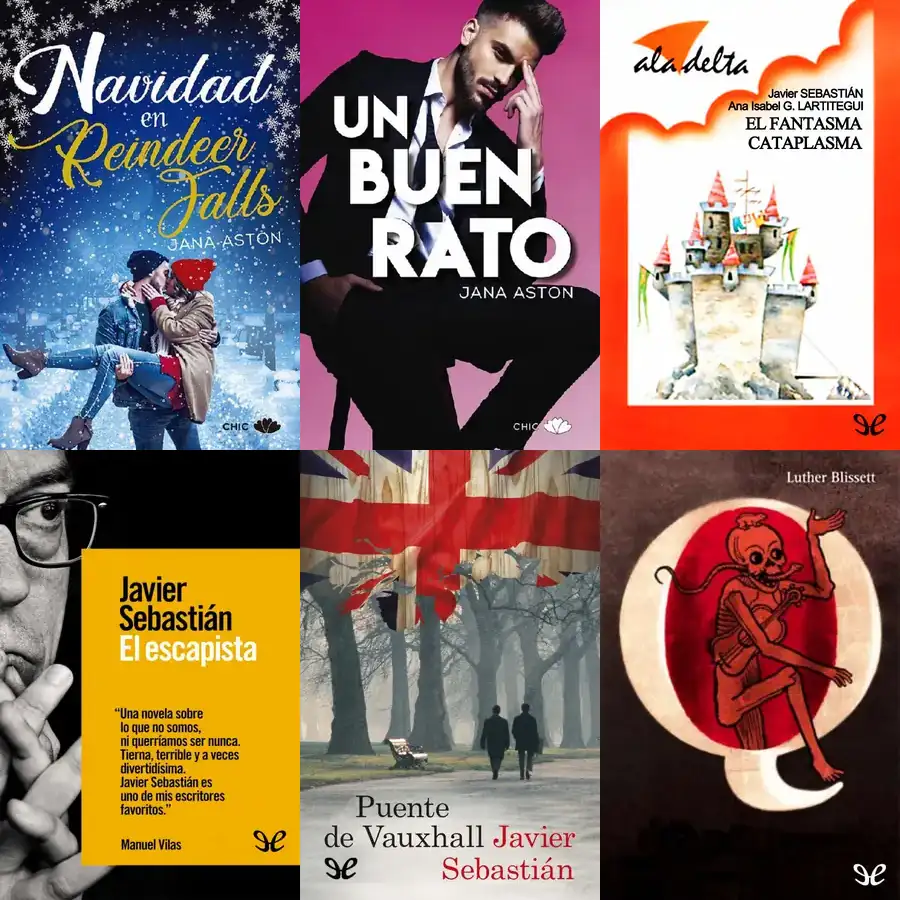 Navidad
en
Reindeer
Falls
JANA ASTON
CHIC
UN
BUEN
RATO
JANA ASTON
CHIC
ala delta
Javier SEBASTIÁN
Ana Isabel G. LARTITEGUI
EL FANTASMA
CATAPLASMA
Javier
Sebastián
El escapista
“Una novela sobre
lo que no somos,
ni querríamos ser nunca.
Tierna, terrible y a veces
divertidísima.
Javier Sebastián es
uno de mis escritores
favoritos.”
Manuel Vilas
Puente
de Vauxhall Javier
Sebastián
Luther Blissett
Q